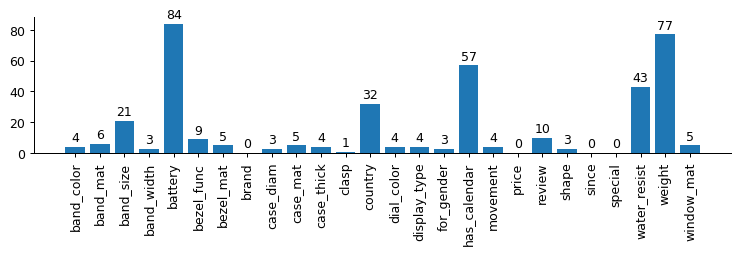 84
77
57
43
32
21
4 6 3 9 5 0 3 5 4 1 4 4 3 4 0 10 3 0 0 5
80
60
40
20
0
band_color
band_mat
band_size
band_width
battery
bezel_func
bezel_mat
brand
case_diam
case_mat
case_thick
clasp
country
dial_color
display_type
for_gender
has_calendar
movement
price
review
shape
since
special
water_resist
weight
window_mat